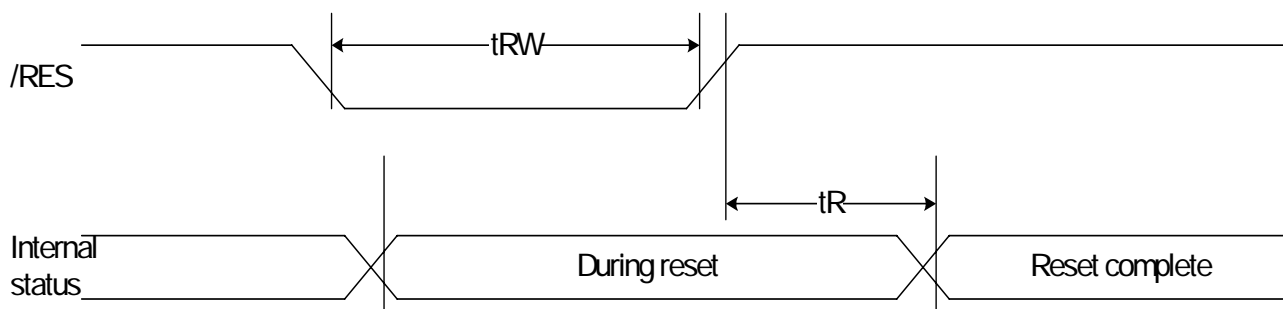 tRW
/RES
tR
Internal
status
During reset
Reset complete